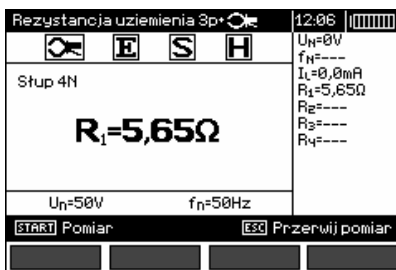 Rezystancja uziemienia 3p+
12:06
E S H
Słup 4N
R₁=5,65Ω
Un=50V fn=50Hz
UN=0V
fN=---
IL=0,0mA
R₁=5,65Ω
R₂=---
R₃=---
R₄=---
START Pomiar
ESC Przerwij pomiar